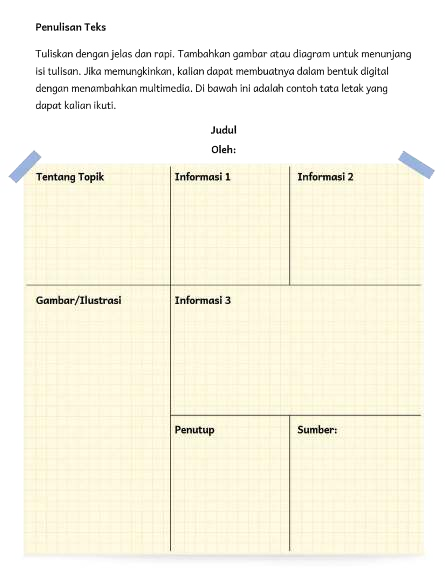 Penulisan Teks
Tuliskan dengan jelas dan rapi. Tambahkan gambar atau diagram untuk menunjang
isi tulisan. Jika memungkinkan, kalian dapat membuatnya dalam bentuk digital
dengan menambahkan multimedia. Di bawah ini adalah contoh tata letak yang
dapat kalian ikuti.
Judul
Oleh:
Tentang Topik
Informasi 1
Informasi 2
Gambar/Ilustrasi
Informasi 3
Penutup
Sumber: